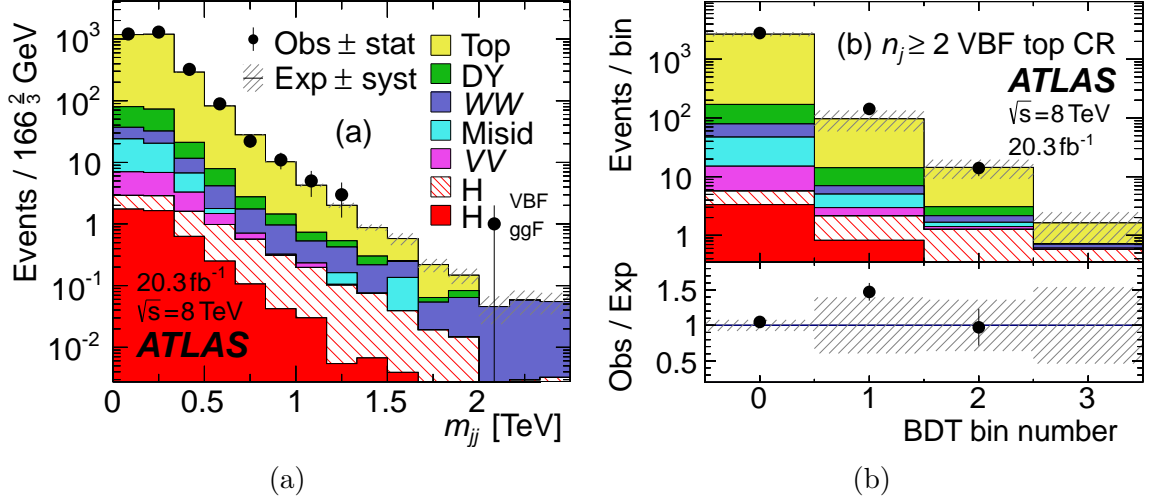 Events / 166 2/3 GeV
10³
10²
10
1
10⁻¹
10⁻²
Obs ± stat
Exp ± syst
(a)
Top
DY
WW
Misid
VV
H VBF
H ggF
20.3 fb⁻¹
√s = 8 TeV
ATLAS
0
0.5
1
1.5
2
m_jj [TeV]
(a)
Events / bin
10³
10²
10
1
(b) n_j ≥ 2 VBF top CR
ATLAS
√s = 8 TeV
20.3 fb⁻¹
Obs / Exp
1.5
1
0.5
0
1
2
3
BDT bin number
(b)